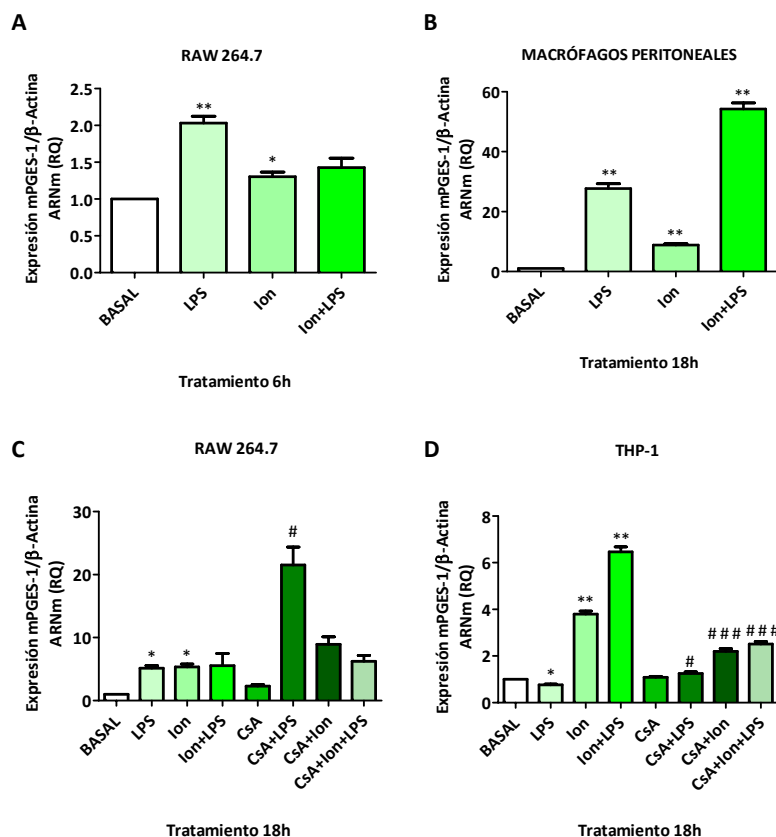 A
RAW 264.7
Expresión mPGES-1/β-Actina
ARNm (RQ)
2.5
2.0
1.5
1.0
0.5
0.0
**
*
BASAL
LPS
Ion
Ion+LPS
Tratamiento 6h
B
MACRÓFAGOS PERITONEALES
Expresión mPGES-1/β-Actina
ARNm (RQ)
60
40
20
0
**
**
**
BASAL
LPS
Ion
Ion+LPS
Tratamiento 18h
C
RAW 264.7
Expresión mPGES-1/β-Actina
ARNm (RQ)
30
20
10
0
*
*
#
BASAL
LPS
Ion
Ion+LPS
CsA
CsA+LPS
CsA+Ion
CsA+Ion+LPS
Tratamiento 18h
D
THP-1
Expresión mPGES-1/β-Actina
ARNm (RQ)
8
6
4
2
0
*
**
**
#
###
###
BASAL
LPS
Ion
Ion+LPS
CsA
CsA+LPS
CsA+Ion
CsA+Ion+LPS
Tratamiento 18h